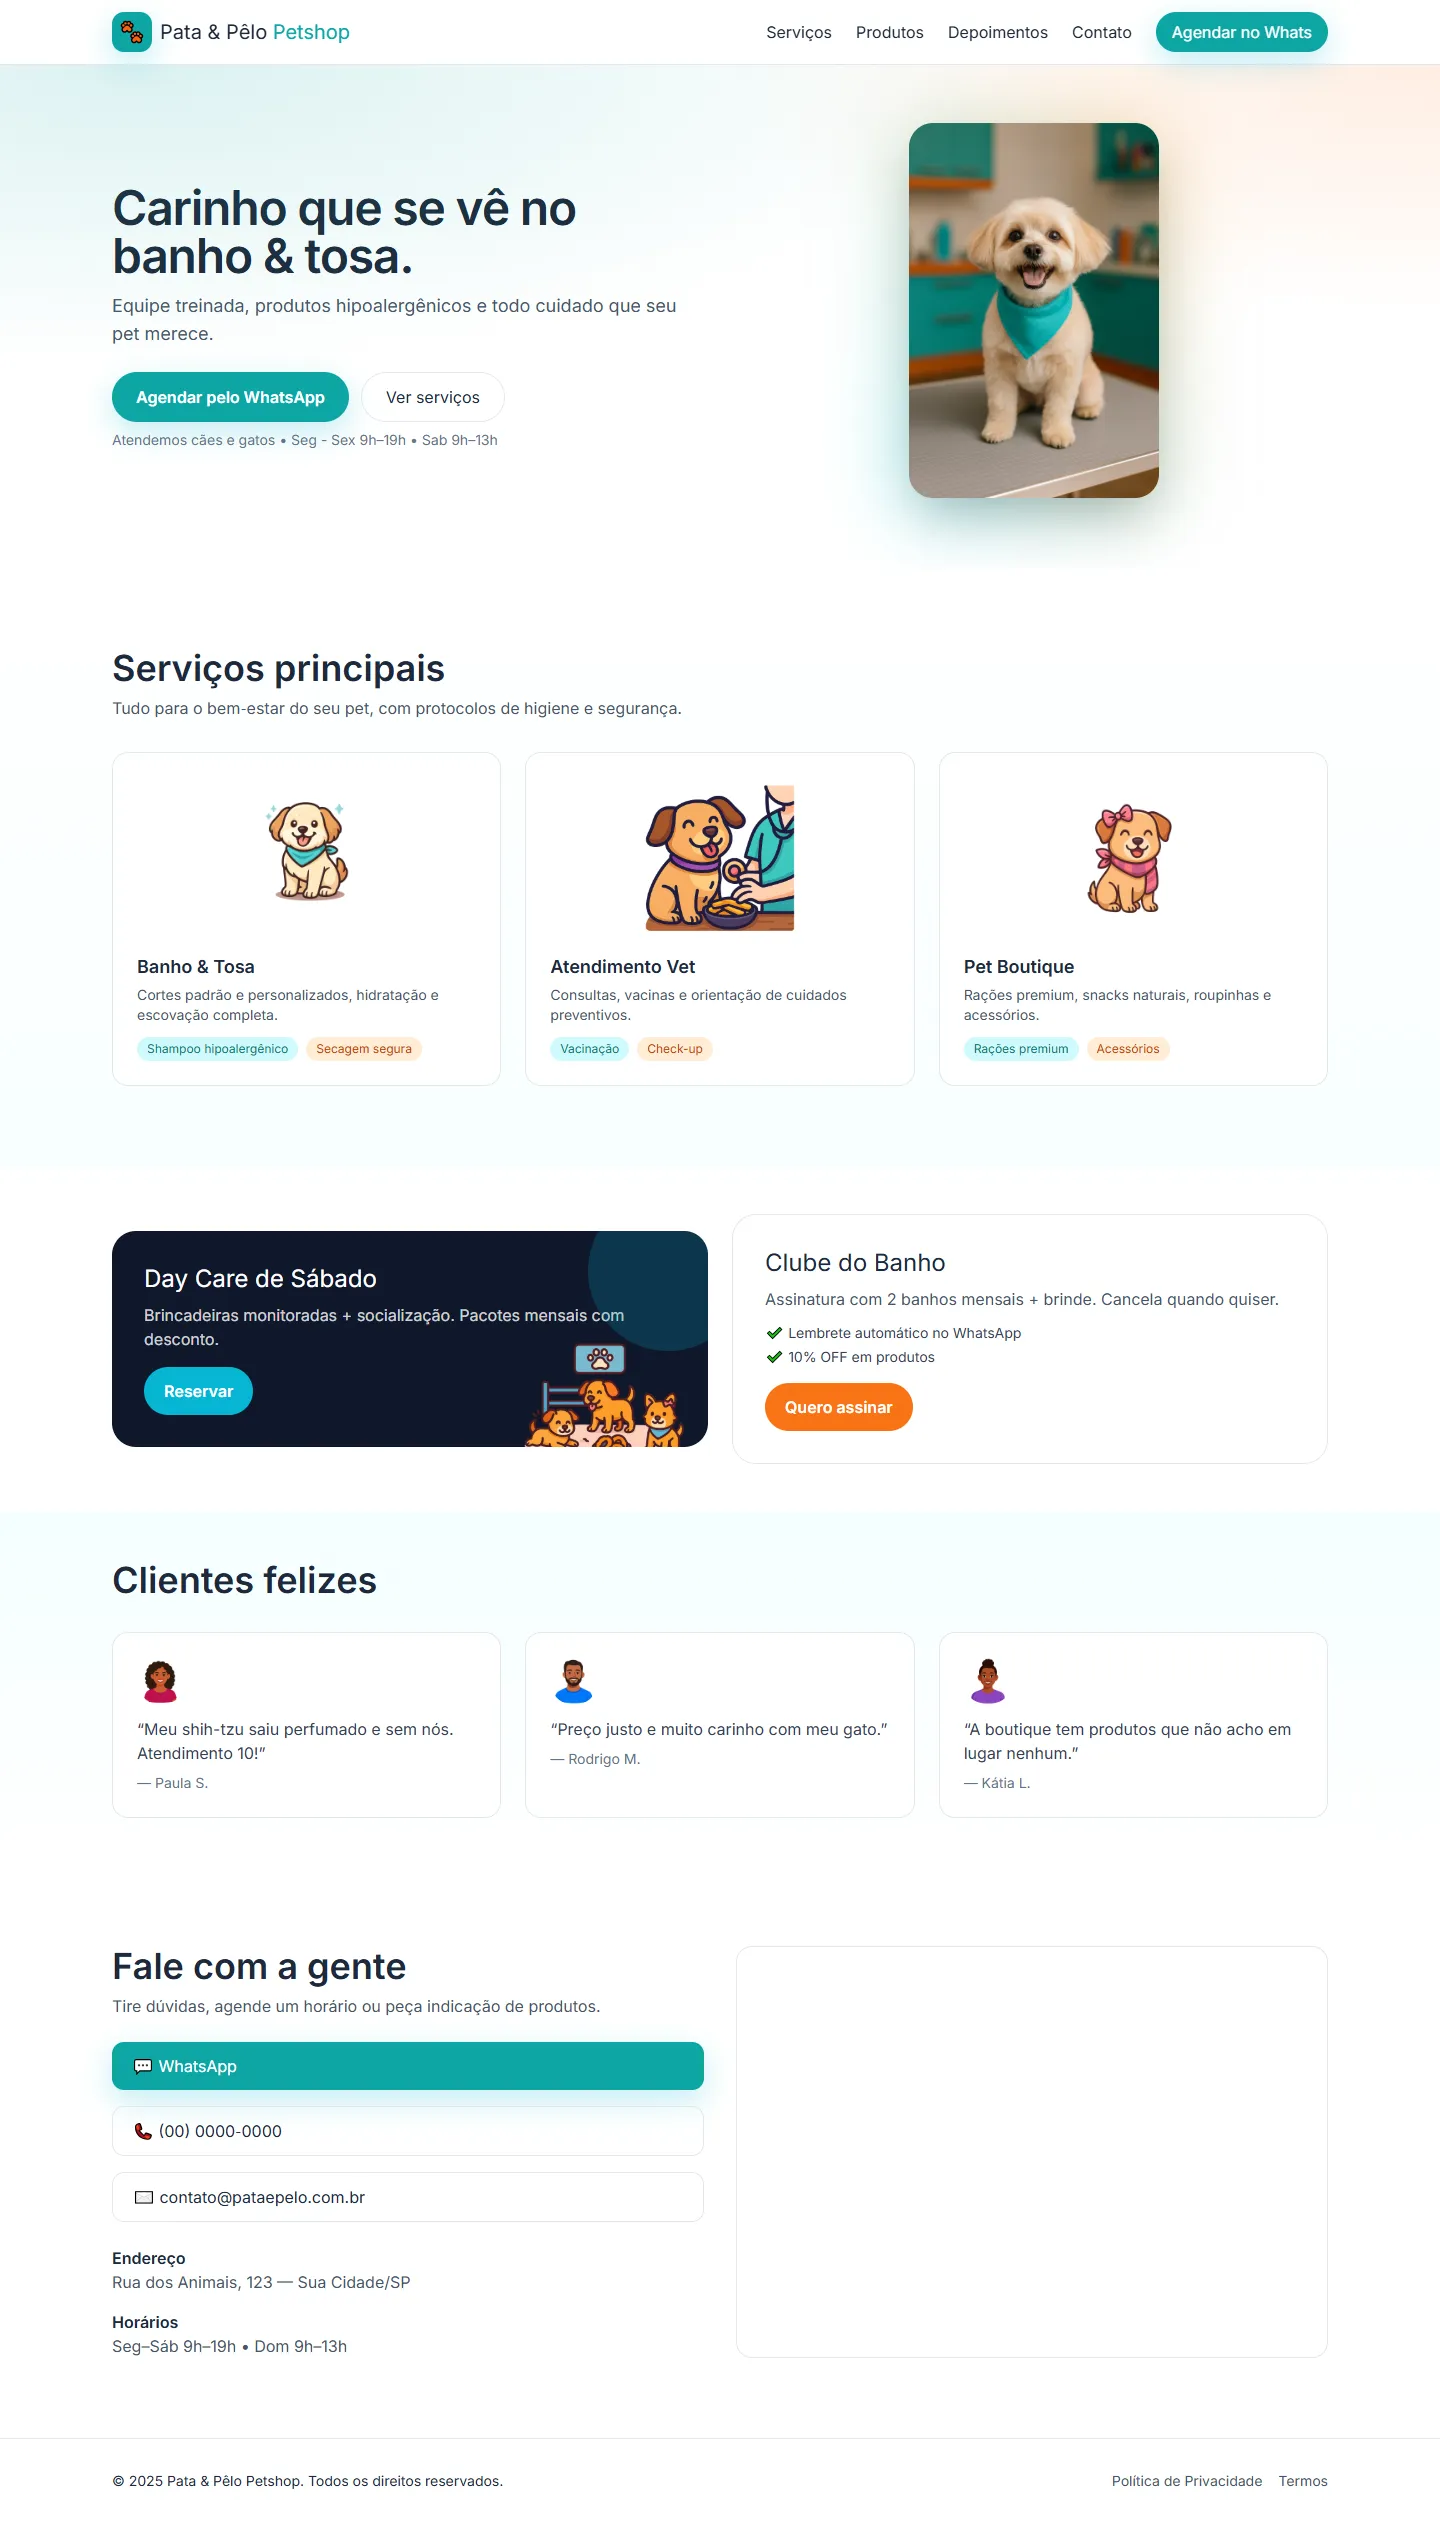 Pata & Pêlo Petshop
Serviços
Produtos
Depoimentos
Contato
Agendar no Whats
Carinho que se vê no
banho & tosa.
Equipe treinada, produtos hipoalergênicos e todo cuidado que seu
pet merece.
Agendar pelo WhatsApp
Ver serviços
Atendemos cães e gatos • Seg - Sex 9h–19h • Sab 9h–13h
Serviços principais
Tudo para o bem-estar do seu pet, com protocolos de higiene e segurança.
Banho & Tosa
Cortes padrão e personalizados, hidratação e
escovação completa.
Shampoo hipoalergênico
Secagem segura
Atendimento Vet
Consultas, vacinas e orientação de cuidados
preventivos.
Vacinação
Check-up
Pet Boutique
Rações premium, snacks naturais, roupinhas e
acessórios.
Rações premium
Acessórios
Day Care de Sábado
Brincadeiras monitoradas + socialização. Pacotes mensais com
desconto.
Reservar
Clube do Banho
Assinatura com 2 banhos mensais + brinde. Cancela quando quiser.
✔ Lembrete automático no WhatsApp
✔ 10% OFF em produtos
Quero assinar
Clientes felizes
“Meu shih-tzu saiu perfumado e sem nós.
Atendimento 10!”
— Paula S.
“Preço justo e muito carinho com meu gato.”
— Rodrigo M.
“A boutique tem produtos que não acho em
lugar nenhum.”
— Kátia L.
Fale com a gente
Tire dúvidas, agende um horário ou peça indicação de produtos.
💬 WhatsApp
📞 (00) 0000-0000
✉️ contato@pataepelo.com.br
Endereço
Rua dos Animais, 123 — Sua Cidade/SP
Horários
Seg–Sáb 9h–19h • Dom 9h–13h
© 2025 Pata & Pêlo Petshop. Todos os direitos reservados.
Política de Privacidade
Termos